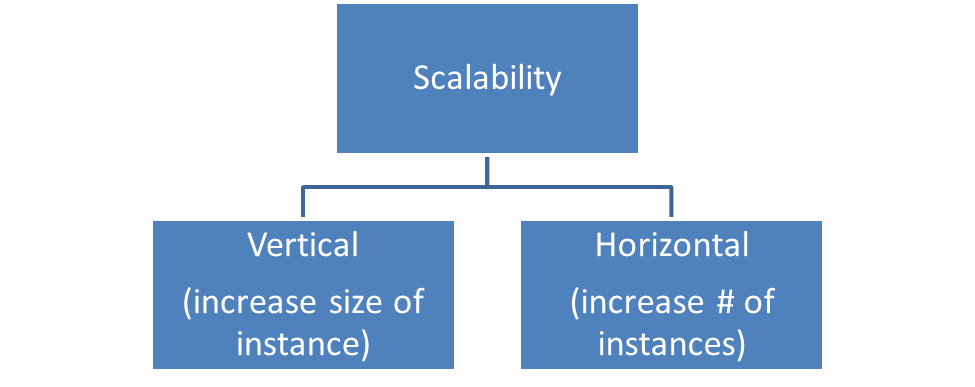 Scalability
Vertical
(increase size of
instance)
Horizontal
(increase # of
instances)